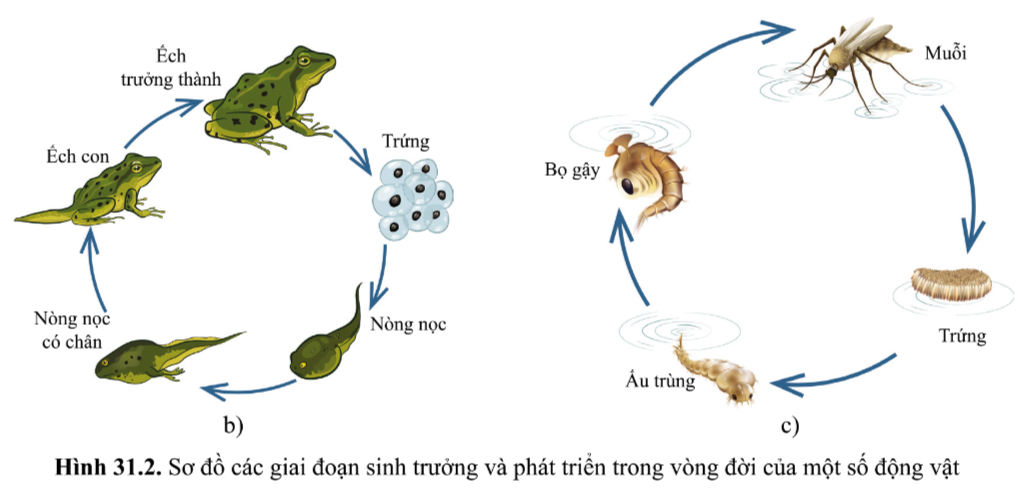 Ếch
trưởng thành
Trứng
Ếch con
Nòng nọc
Nòng nọc
có chân
b)
Muỗi
Bọ gậy
Trứng
Ấu trùng
c)
Hình 31.2. Sơ đồ các giai đoạn sinh trưởng và phát triển trong vòng đời của một số động vật